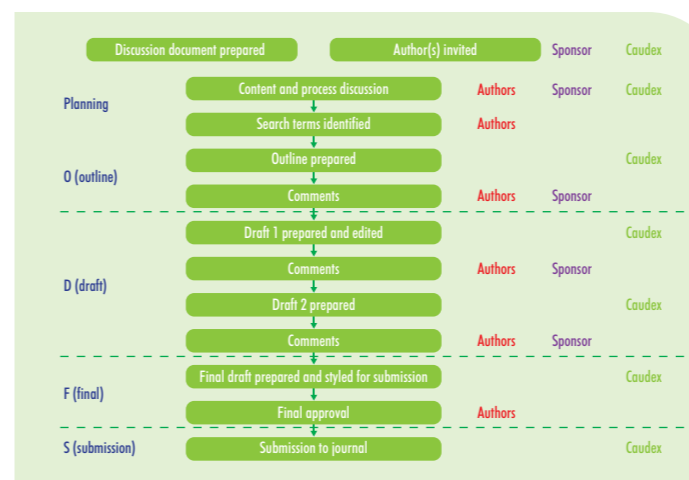 Discussion document prepared Author(s) invited Sponsor Caudex
Content and process discussion Authors Sponsor Caudex
Planning
Search terms identified Authors
Outline prepared Caudex
O (outline)
Comments Authors Sponsor
Draft 1 prepared and edited Caudex
Comments Authors Sponsor
D (draft)
Draft 2 prepared Caudex
Comments Authors Sponsor
Final draft prepared and styled for submission Caudex
F (final)
Final approval Authors
S (submission) Submission to journal Caudex